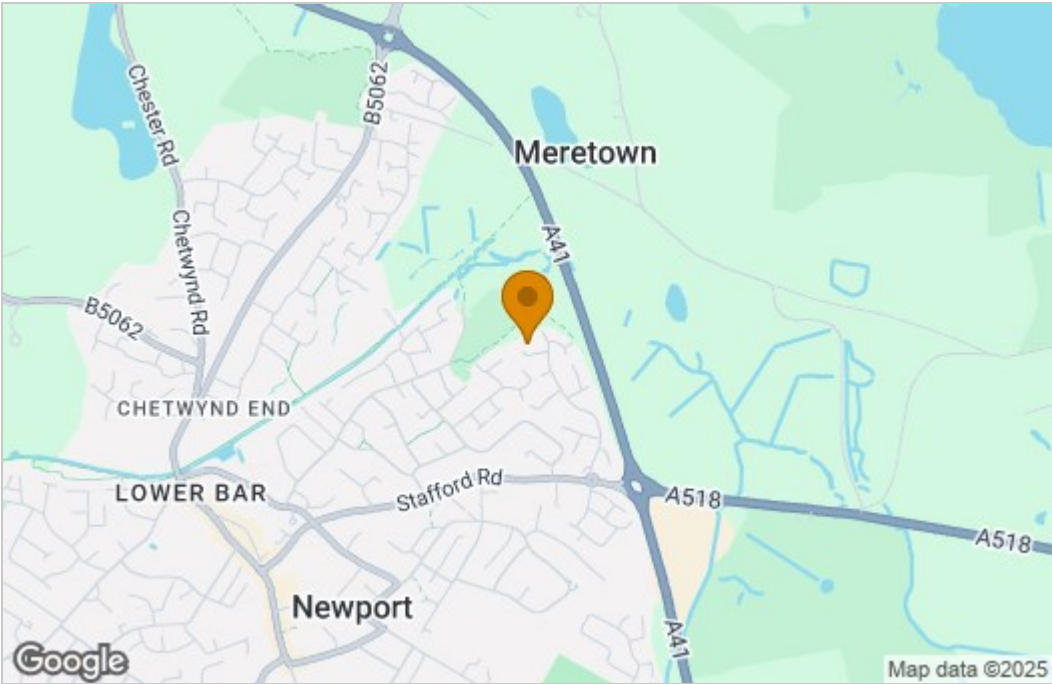 B5062
Chester Rd
Meretown
Chetwynd Rd
A41
B5062
CHETWYND END
Stafford Rd
LOWER BAR
A518
A518
Newport
A41
Google
Map data ©2025